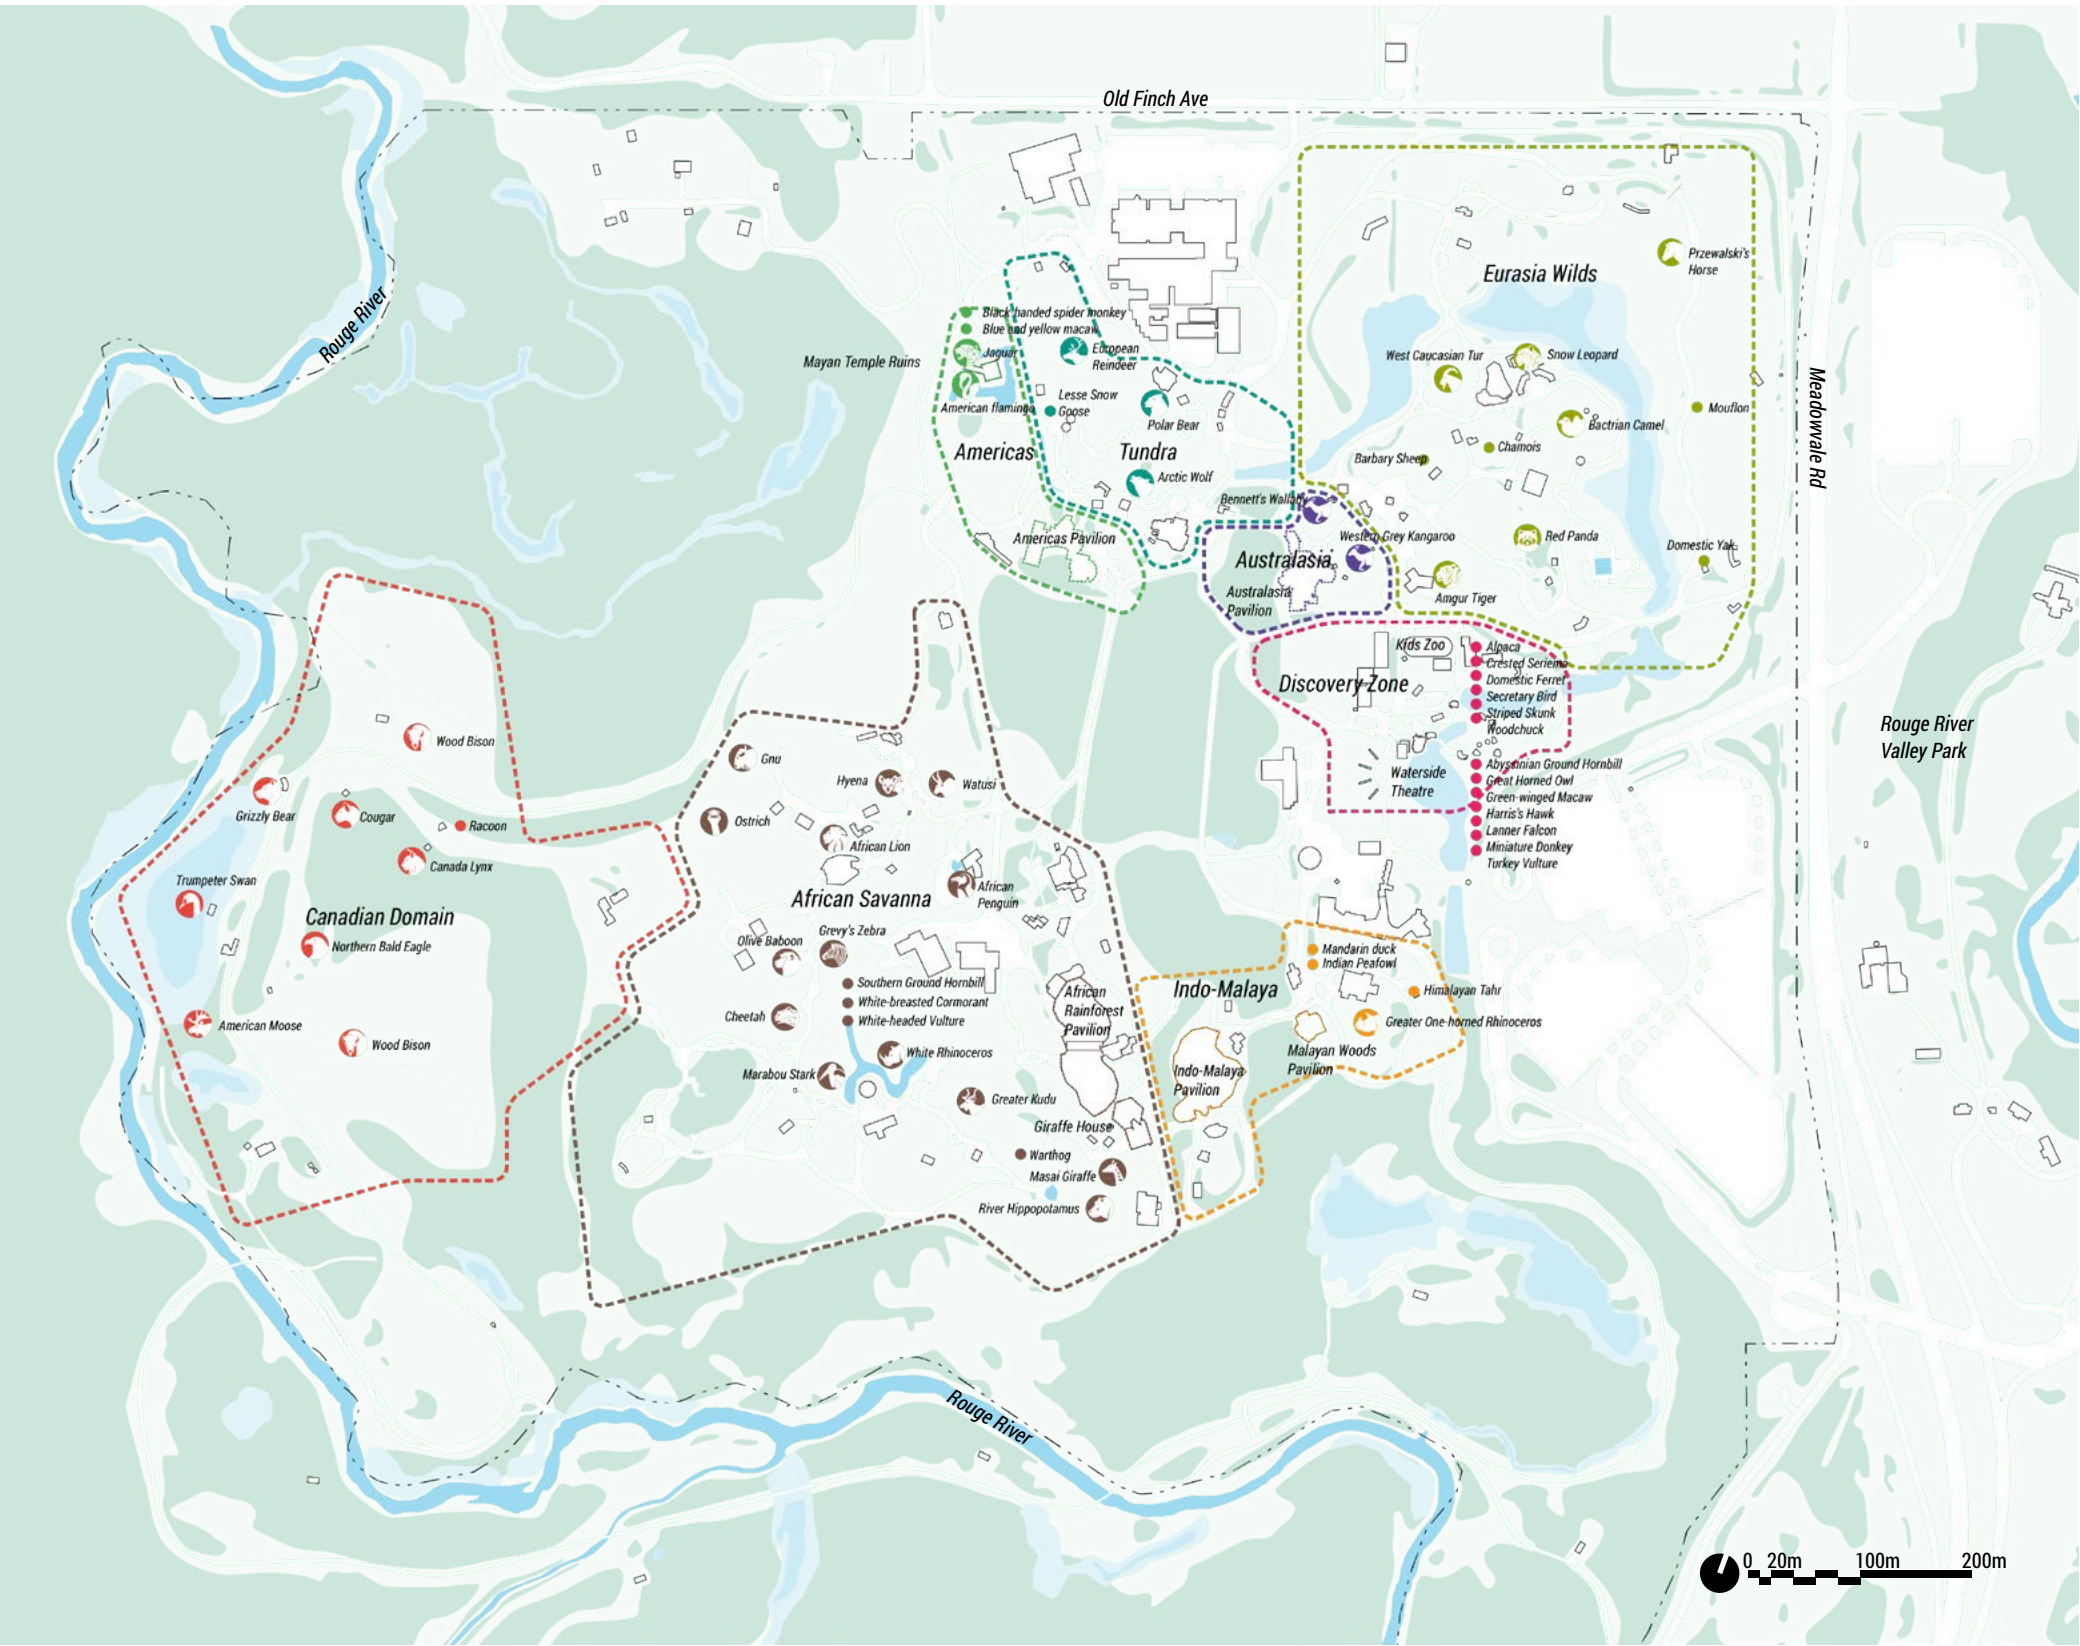 Old Finch Ave
Rouge River
Eurasia Wilds
Przewalski's
Horse
Black handed spider monkey
Blue and yellow macaw
Jaguar
European
Reindeer
Mayan Temple Ruins
West Caucasian Tur
Snow Leopard
Meadowvale Rd
American flamingo
Lesse Snow
Goose
Polar Bear
Mouflon
Bactrian Camel
Americas
Tundra
Chamois
Barbary Sheep
Arctic Wolf
Bennett's Wallaby
Americas Pavilion
Western Grey Kangaroo
Red Panda
Domestic Yak
Australasia
Australasia
Pavilion
Amgur Tiger
Kids Zoo
Alpaca
Crested Seriema
Domestic Ferret
Secretary Bird
Striped Skunk
Woodchuck
Discovery Zone
Rouge River
Valley Park
Wood Bison
Gnu
Hyena
Watusi
Waterside
Theatre
Abyssinian Ground Hornbill
Great Horned Owl
Green-winged Macaw
Harris's Hawk
Lanner Falcon
Miniature Donkey
Turkey Vulture
Grizzly Bear
Cougar
Racoon
Ostrich
African Lion
Canada Lynx
Trumpeter Swan
African
Penguin
African Savanna
Canadian Domain
Northern Bald Eagle
Olive Baboon
Grevy's Zebra
Mandarin duck
Indian Peafowl
Southern Ground Hornbill
White-breasted Cormorant
White-headed Vulture
African
Rainforest
Pavilion
Indo-Malaya
Himalayan Tahr
Greater One-horned Rhinoceros
Cheetah
American Moose
Wood Bison
White Rhinoceros
Malayan Woods
Pavilion
Marabou Stark
Indo-Malaya
Pavilion
Greater Kudu
Giraffe House
Warthog
Masai Giraffe
River Hippopotamus
Rouge River
0 20m 100m 200m